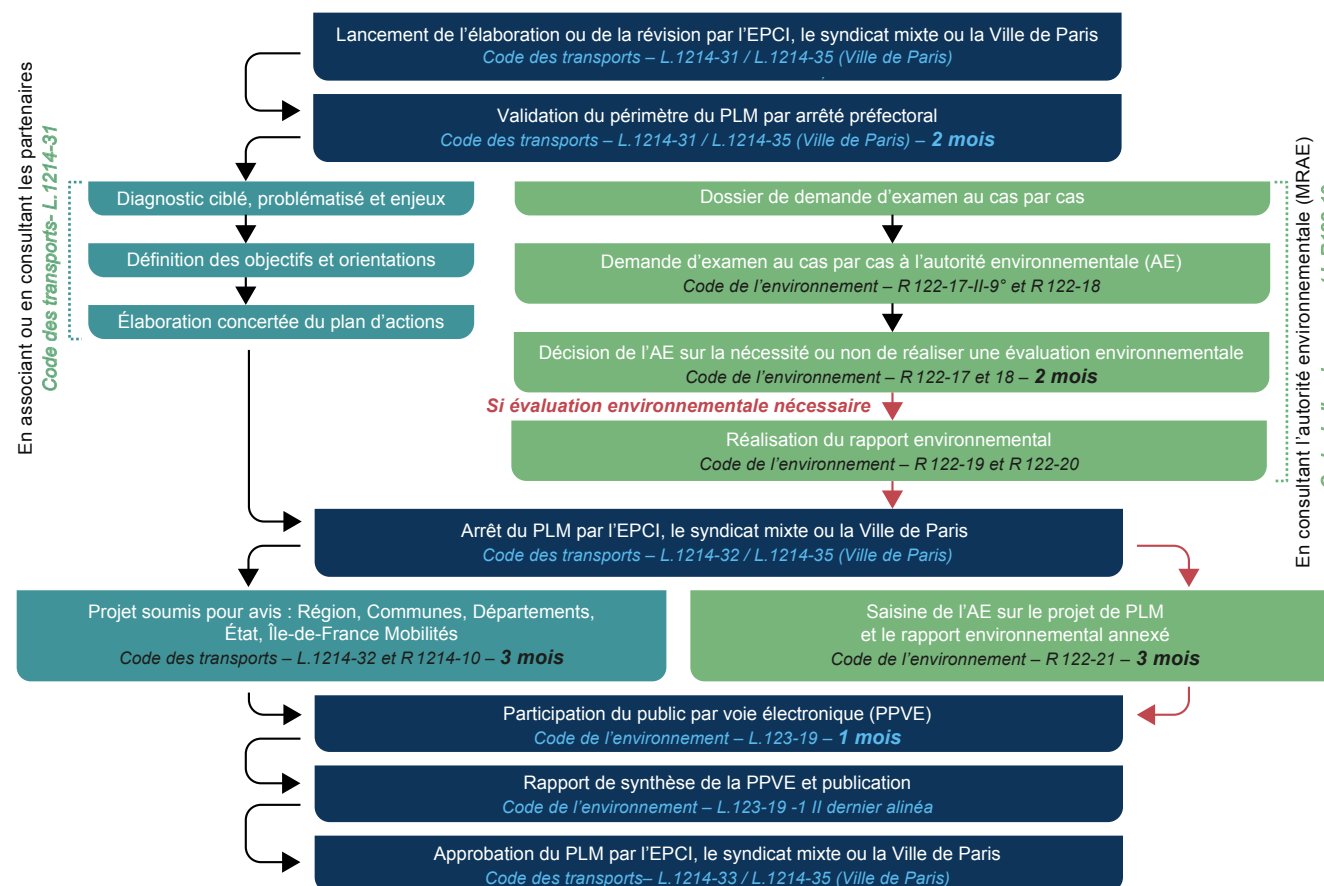 Lancement de l'élaboration ou de la révision par l'EPCI, le syndicat mixte ou la Ville de Paris
Code des transports – L.1214-31 / L.1214-35 (Ville de Paris)
Validation du périmètre du PLM par arrêté préfectoral
Code des transports – L.1214-31 / L.1214-35 (Ville de Paris) – 2 mois
En associant ou en consultant les partenaires
Code des transports- L.1214-31
Diagnostic ciblé, problématisé et enjeux
Définition des objectifs et orientations
Élaboration concertée du plan d'actions
Dossier de demande d'examen au cas par cas
Demande d'examen au cas par cas à l'autorité environnementale (AE)
Code de l'environnement – R 122-17-II-9° et R 122-18
Décision de l'AE sur la nécessité ou non de réaliser une évaluation environnementale
Code de l'environnement – R 122-17 et 18 – 2 mois
Si évaluation environnementale nécessaire
Réalisation du rapport environnemental
Code de l'environnement – R 122-19 et R 122-20
En consultant l'autorité environnementale (MRAE)
Arrêt du PLM par l'EPCI, le syndicat mixte ou la Ville de Paris
Code des transports – L.1214-32 / L.1214-35 (Ville de Paris)
Projet soumis pour avis : Région, Communes, Départements,
État, Île-de-France Mobilités
Code des transports – L.1214-32 et R 1214-10 – 3 mois
Saisine de l'AE sur le projet de PLM
et le rapport environnemental annexé
Code de l'environnement – R 122-21 – 3 mois
Participation du public par voie électronique (PPVE)
Code de l'environnement – L.123-19 – 1 mois
Rapport de synthèse de la PPVE et publication
Code de l'environnement – L.123-19 -1 II dernier alinéa
Approbation du PLM par l'EPCI, le syndicat mixte ou la Ville de Paris
Code des transports– L.1214-33 / L.1214-35 (Ville de Paris)